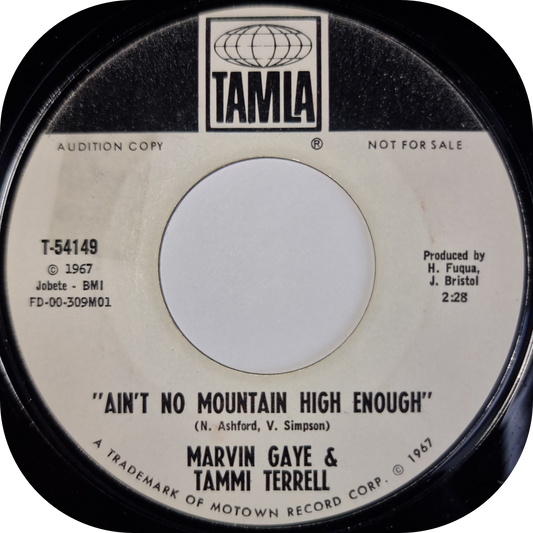 TAMLA
AUDITION COPY
®
NOT FOR SALE
T-54149
© 1967
Jobete - BMI
FD-00-309M01
Produced by
H. Fuqua,
J. Bristol
2:28
"AIN'T NO MOUNTAIN HIGH ENOUGH"
(N. Ashford, V. Simpson)
MARVIN GAYE &
TAMMI TERRELL
A TRADEMARK OF MOTOWN RECORD CORP. © 1967